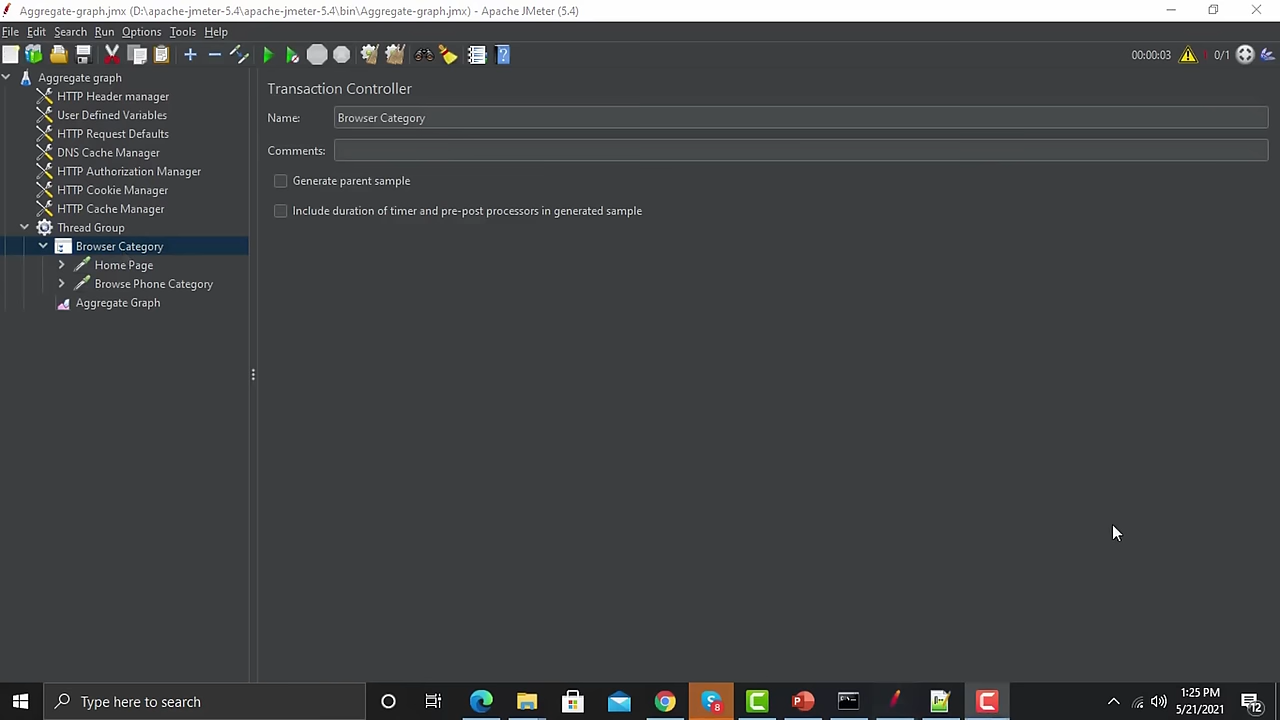 Aggregate-graph.jmx (D:\apache-jmeter-5.4\apache-jmeter-5.4\bin\Aggregate-graph.jmx) - Apache JMeter (5.4)
File Edit Search Run Options Tools Help
00:00:03 0/1
Aggregate graph
HTTP Header manager
User Defined Variables
HTTP Request Defaults
DNS Cache Manager
HTTP Authorization Manager
HTTP Cookie Manager
HTTP Cache Manager
Thread Group
Browser Category
Home Page
Browse Phone Category
Aggregate Graph
Transaction Controller
Name: Browser Category
Comments:
Generate parent sample
Include duration of timer and pre-post processors in generated sample
Type here to search
8
1:25 PM
5/21/2021
12